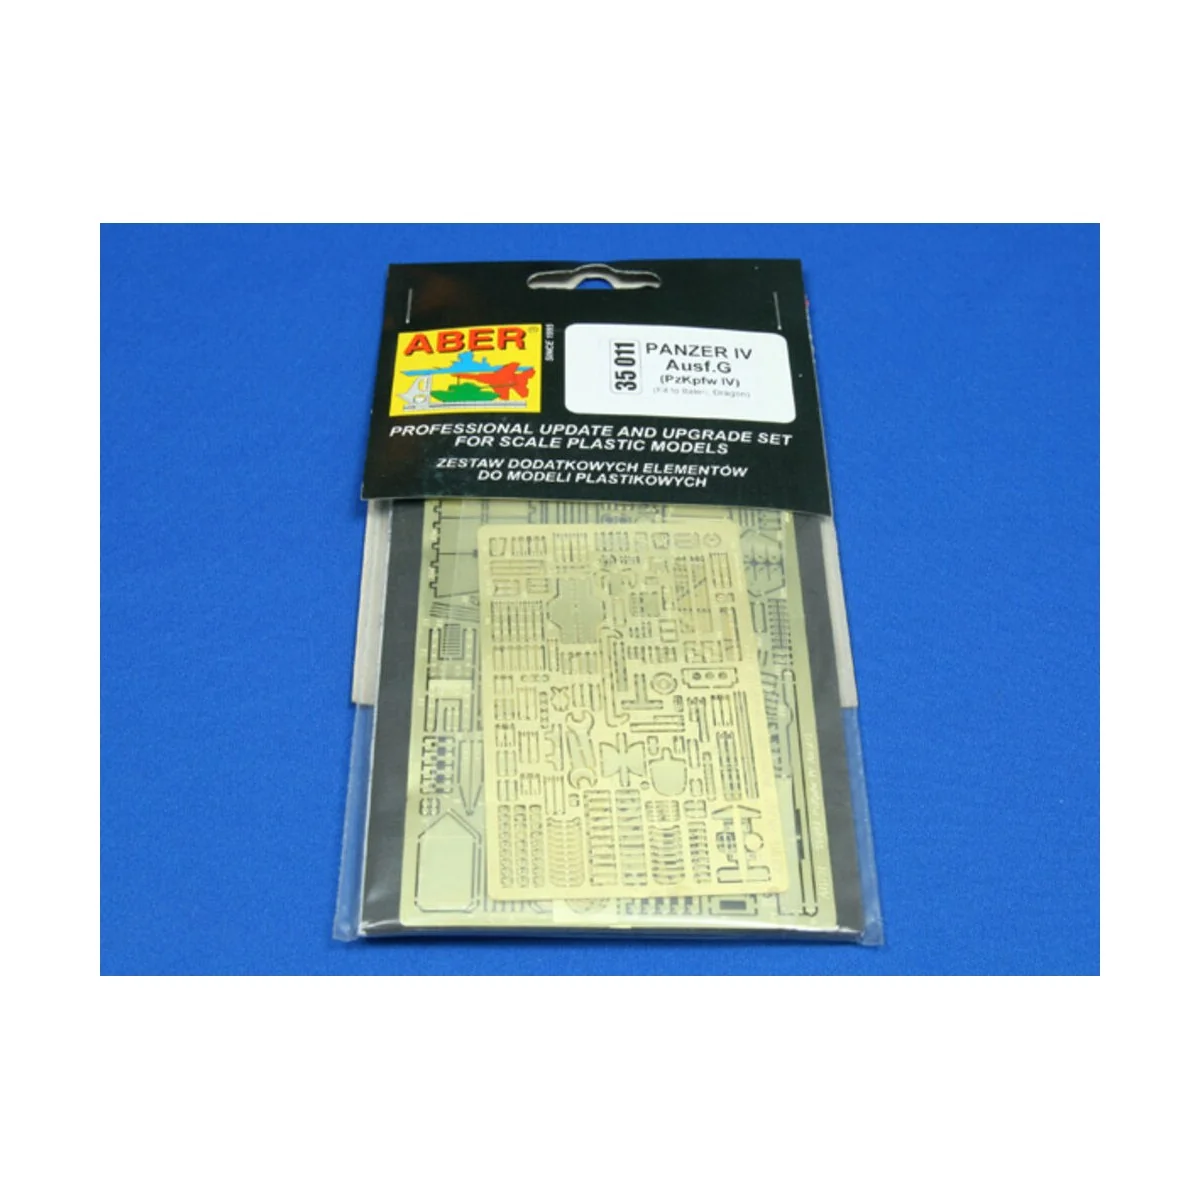 ABER®
SINCE 1995
35 011
PANZER IV
Ausf.G
(PzKpfw IV)
PROFESSIONAL UPDATE AND UPGRADE SET
FOR SCALE PLASTIC MODELS
ZESTAW DODATKOWYCH ELEMENTÓW
DO MODELI PLASTIKOWYCH